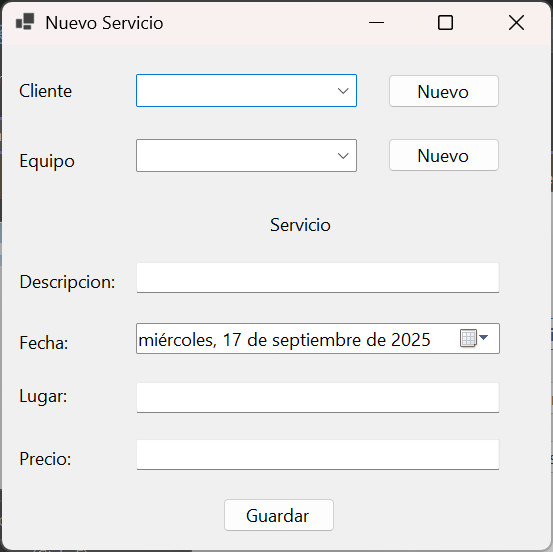 Nuevo Servicio
Cliente
Nuevo
Equipo
Nuevo
Servicio
Descripcion:
Fecha:
miércoles, 17 de septiembre de 2025
Lugar:
Precio:
Guardar